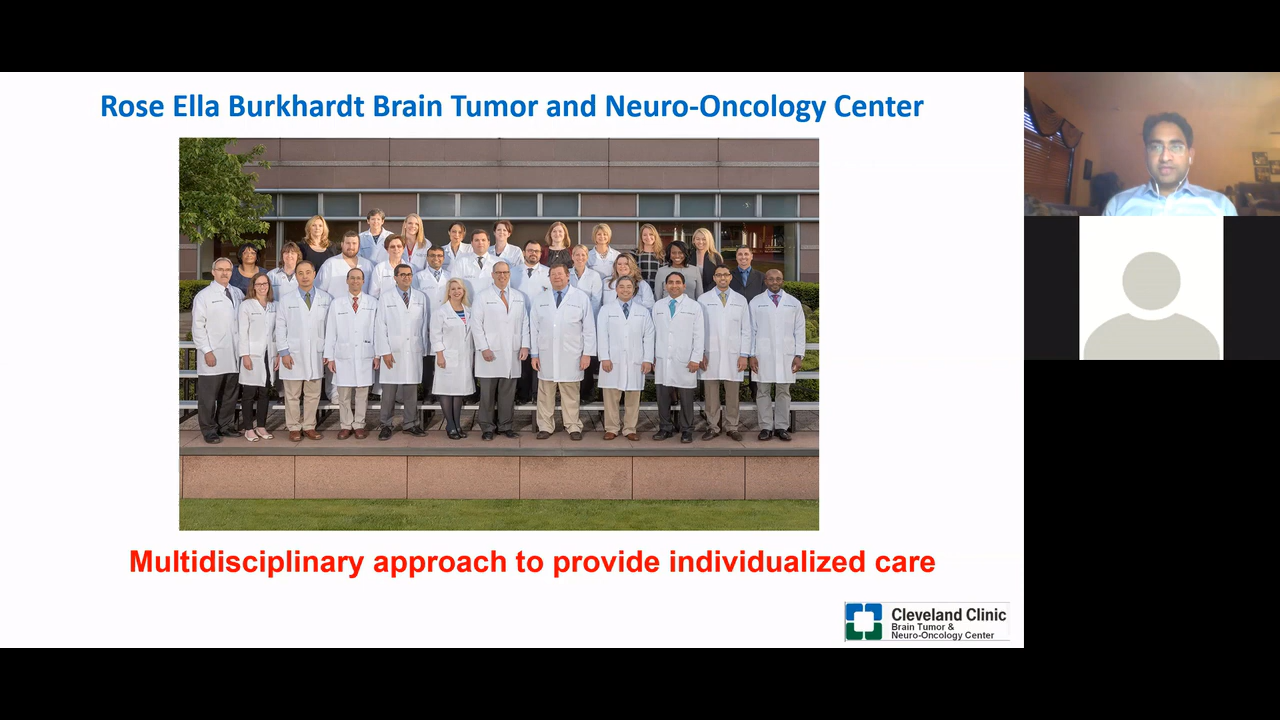 Rose Ella Burkhardt Brain Tumor and Neuro-Oncology Center
Multidisciplinary approach to provide individualized care
Cleveland Clinic
Brain Tumor &
Neuro-Oncology Center